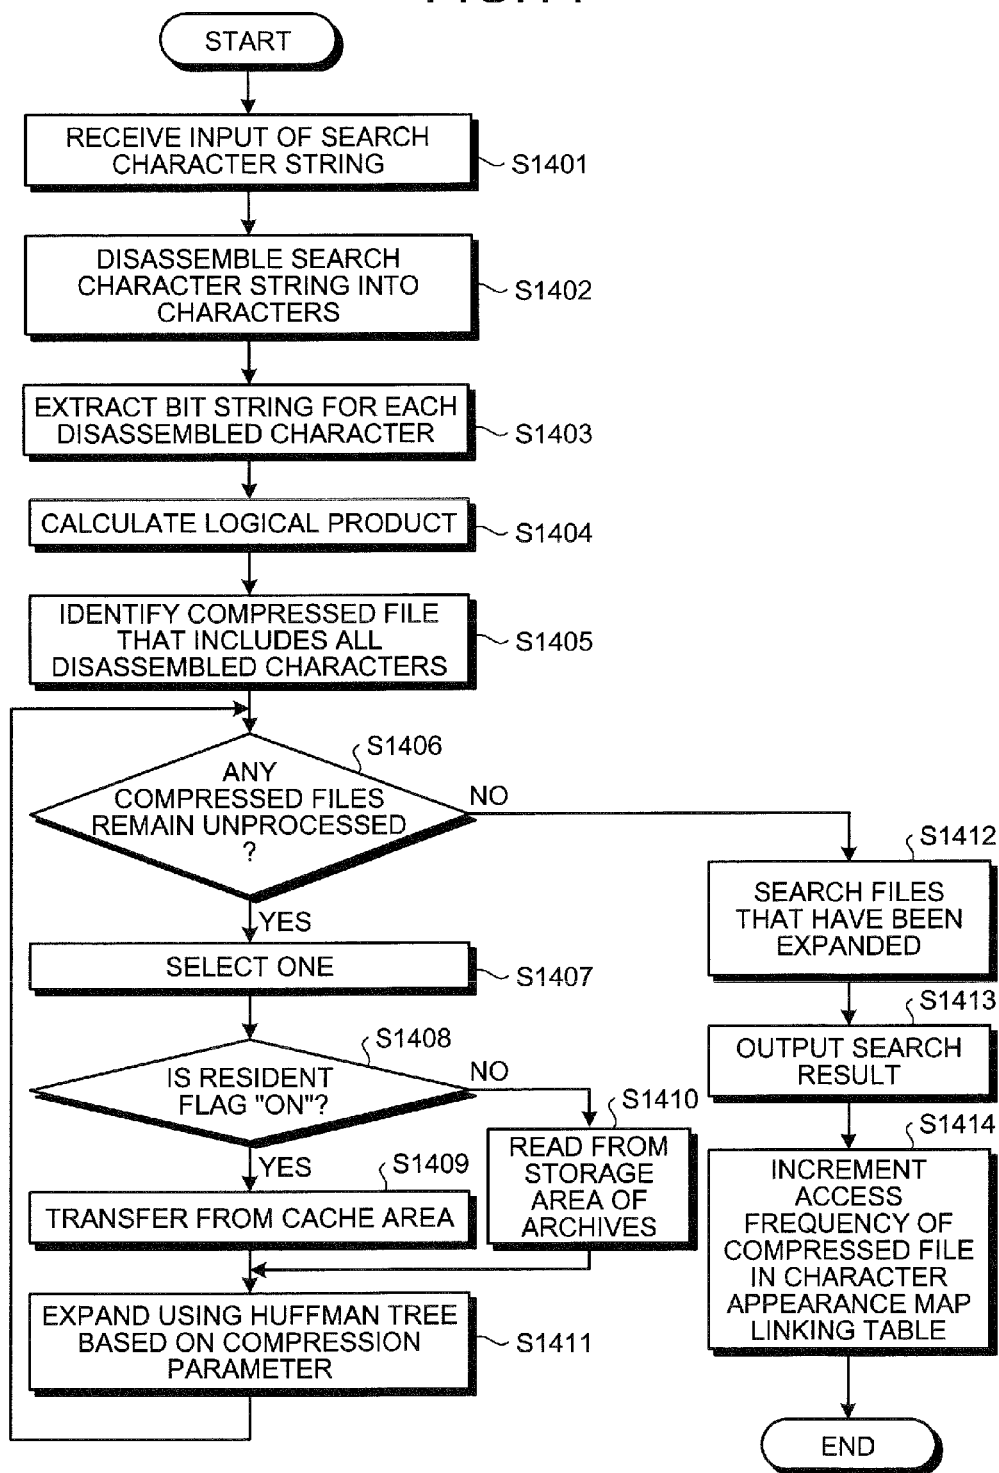 START
RECEIVE INPUT OF SEARCH
CHARACTER STRING
S1401
DISASSEMBLE SEARCH
CHARACTER STRING INTO
CHARACTERS
S1402
EXTRACT BIT STRING FOR EACH
DISASSEMBLED CHARACTER
S1403
CALCULATE LOGICAL PRODUCT
S1404
IDENTIFY COMPRESSED FILE
THAT INCLUDES ALL
DISASSEMBLED CHARACTERS
S1405
S1406
ANY
COMPRESSED FILES
REMAIN UNPROCESSED
?
NO
YES
SELECT ONE
S1407
S1408
IS RESIDENT
FLAG "ON"?
NO
YES
S1409
TRANSFER FROM CACHE AREA
S1410
READ FROM
STORAGE
AREA OF
ARCHIVES
EXPAND USING HUFFMAN TREE
BASED ON COMPRESSION
PARAMETER
S1411
S1412
SEARCH FILES
THAT HAVE BEEN
EXPANDED
S1413
OUTPUT SEARCH
RESULT
S1414
INCREMENT
ACCESS
FREQUENCY OF
COMPRESSED FILE
IN CHARACTER
APPEARANCE MAP
LINKING TABLE
END